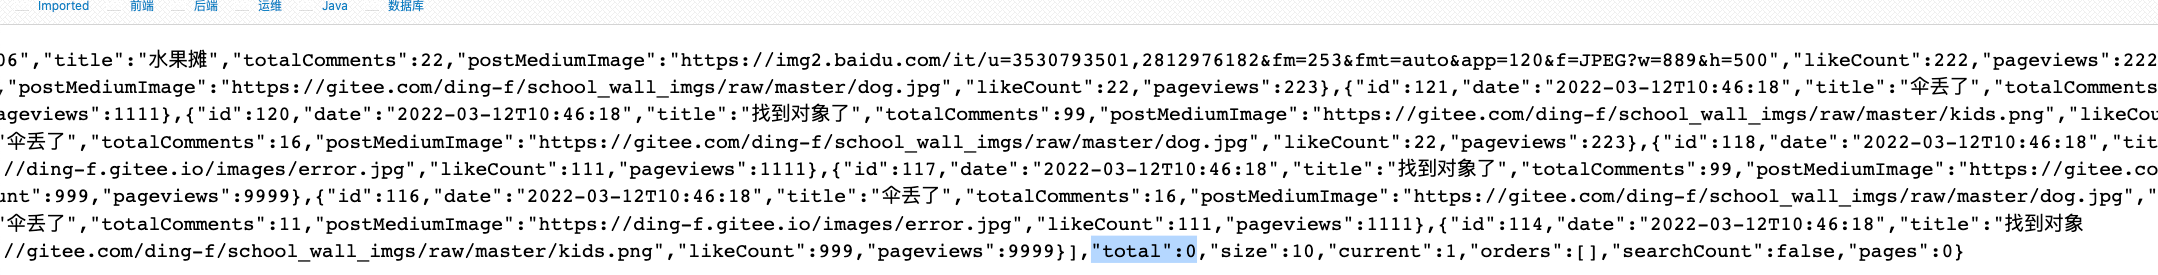 Imported 前端 后端 运维 Java 数据库
06","title":"水果摊","totalComments":22,"postMediumImage":"https://img2.baidu.com/it/u=3530793501,2812976182&fm=253&fmt=auto&app=120&f=JPEG?w=889&h=500","likeCount":222,"pageviews":222
,"postMediumImage":"https://gitee.com/ding-f/school_wall_imgs/raw/master/dog.jpg","likeCount":22,"pageviews":223},{"id":121,"date":"2022-03-12T10:46:18","title":"伞丢了","totalComments
ageviews":1111},{"id":120,"date":"2022-03-12T10:46:18","title":"找到对象了","totalComments":99,"postMediumImage":"https://gitee.com/ding-f/school_wall_imgs/raw/master/kids.png","likeCou
"伞丢了","totalComments":16,"postMediumImage":"https://gitee.com/ding-f/school_wall_imgs/raw/master/dog.jpg","likeCount":22,"pageviews":223},{"id":118,"date":"2022-03-12T10:46:18","tit
://ding-f.gitee.io/images/error.jpg","likeCount":111,"pageviews":1111},{"id":117,"date":"2022-03-12T10:46:18","title":"找到对象了","totalComments":99,"postMediumImage":"https://gitee.co
unt":999,"pageviews":9999},{"id":116,"date":"2022-03-12T10:46:18","title":"伞丢了","totalComments":16,"postMediumImage":"https://gitee.com/ding-f/school_wall_imgs/raw/master/dog.jpg","
"伞丢了","totalComments":11,"postMediumImage":"https://ding-f.gitee.io/images/error.jpg","likeCount":111,"pageviews":1111},{"id":114,"date":"2022-03-12T10:46:18","title":"找到对象
://gitee.com/ding-f/school_wall_imgs/raw/master/kids.png","likeCount":999,"pageviews":9999}],"total":0,"size":10,"current":1,"orders":[],"searchCount":false,"pages":0}